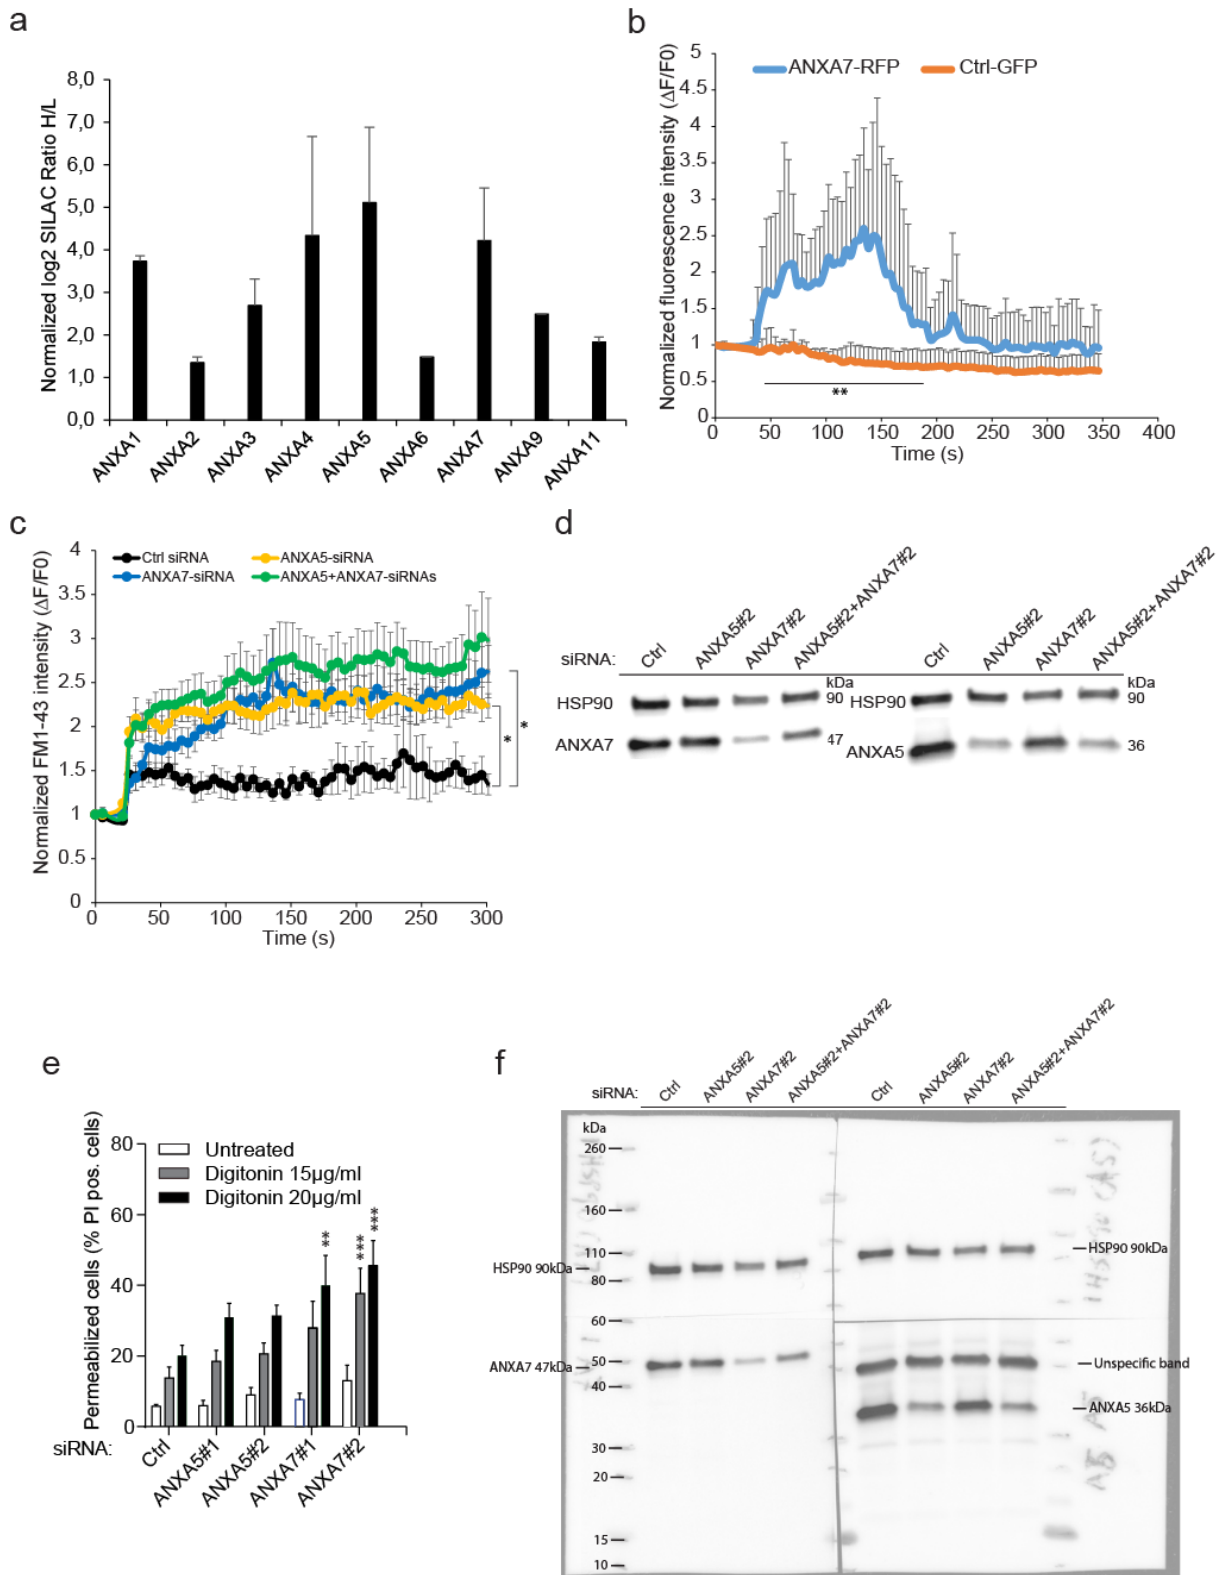 a
Normalized log2 SILAC Ratio H/L
9,0
8,0
7,0
6,0
5,0
4,0
3,0
2,0
1,0
0,0
ANXA1
ANXA2
ANXA3
ANXA4
ANXA5
ANXA6
ANXA7
ANXA9
ANXA11
b
Normalized fluorescence intensity (ΔF/F0)
5
4.5
4
3.5
3
2.5
2
1.5
1
0.5
0
ANXA7-RFP
Ctrl-GFP
**
0 50 100 150 200 250 300 350 400
Time (s)
c
Normalized FM1-43 intensity (ΔF/F0)
4
3.5
3
2.5
2
1.5
1
0.5
0
Ctrl siRNA
ANXA5-siRNA
ANXA7-siRNA
ANXA5+ANXA7-siRNAs
*
*
0 50 100 150 200 250 300
Time (s)
d
siRNA:
Ctrl
ANXA5#2
ANXA7#2
ANXA5#2+ANXA7#2
Ctrl
ANXA5#2
ANXA7#2
ANXA5#2+ANXA7#2
HSP90
kDa
90
HSP90
kDa
90
ANXA7
47
ANXA5
36
e
Permeabilized cells (% PI pos. cells)
80
60
40
20
0
Untreated
Digitonin 15µg/ml
Digitonin 20µg/ml
**
***
***
siRNA:
Ctrl
ANXA5#1
ANXA5#2
ANXA7#1
ANXA7#2
f
siRNA:
Ctrl
ANXA5#2
ANXA7#2
ANXA5#2+ANXA7#2
Ctrl
ANXA5#2
ANXA7#2
ANXA5#2+ANXA7#2
kDa
260
160
110
80
60
50
40
30
20
15
10
HSP90 90kDa
ANXA7 47kDa
HSP90 90kDa
Unspecific band
ANXA5 36kDa